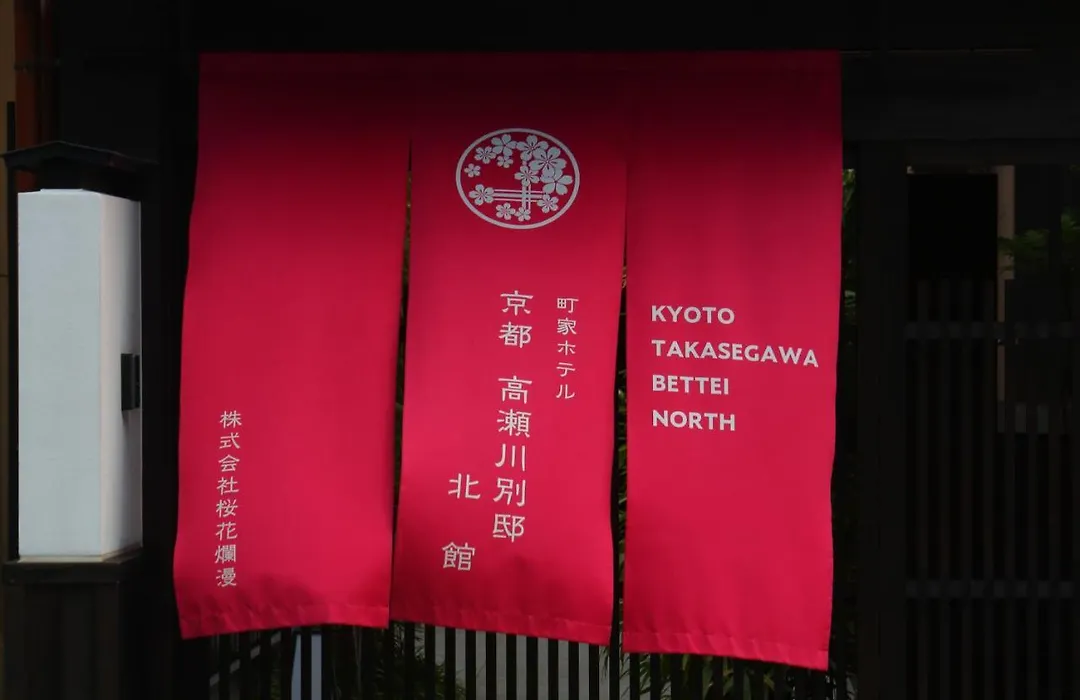 KYOTO
TAKASEGAWA
BETTEI
NORTH
町家ホテル
京都 高瀬川別邸
北館
株式会社桜花爛漫